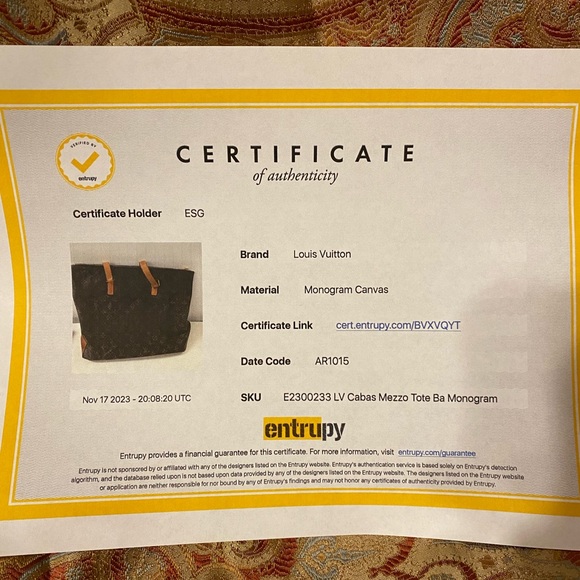 VERIFIED BY
entrupy
CERTIFICATE
of authenticity
Certificate Holder ESG
Brand Louis Vuitton
Material Monogram Canvas
Certificate Link cert.entrupy.com/BVXVQYT
Date Code AR1015
Nov 17 2023 - 20:08:20 UTC
SKU E2300233 LV Cabas Mezzo Tote Ba Monogram
entrupy
Entrupy provides a financial guarantee for this certificate. For more information, visit entrupy.com/guarantee
Entrupy is not sponsored by or affiliated with any of the designers listed on the Entrupy website. Entrupy's authentication service is based solely on Entrupy's detection
algorithm, and the database relied upon is not based upon data provided by any of the designers listed on the Entrupy website. The designers listed on the Entrupy website
or application are neither responsible for nor bound by any of Entrupy's findings and may not honor any certificates of authenticity provided by Entrupy.